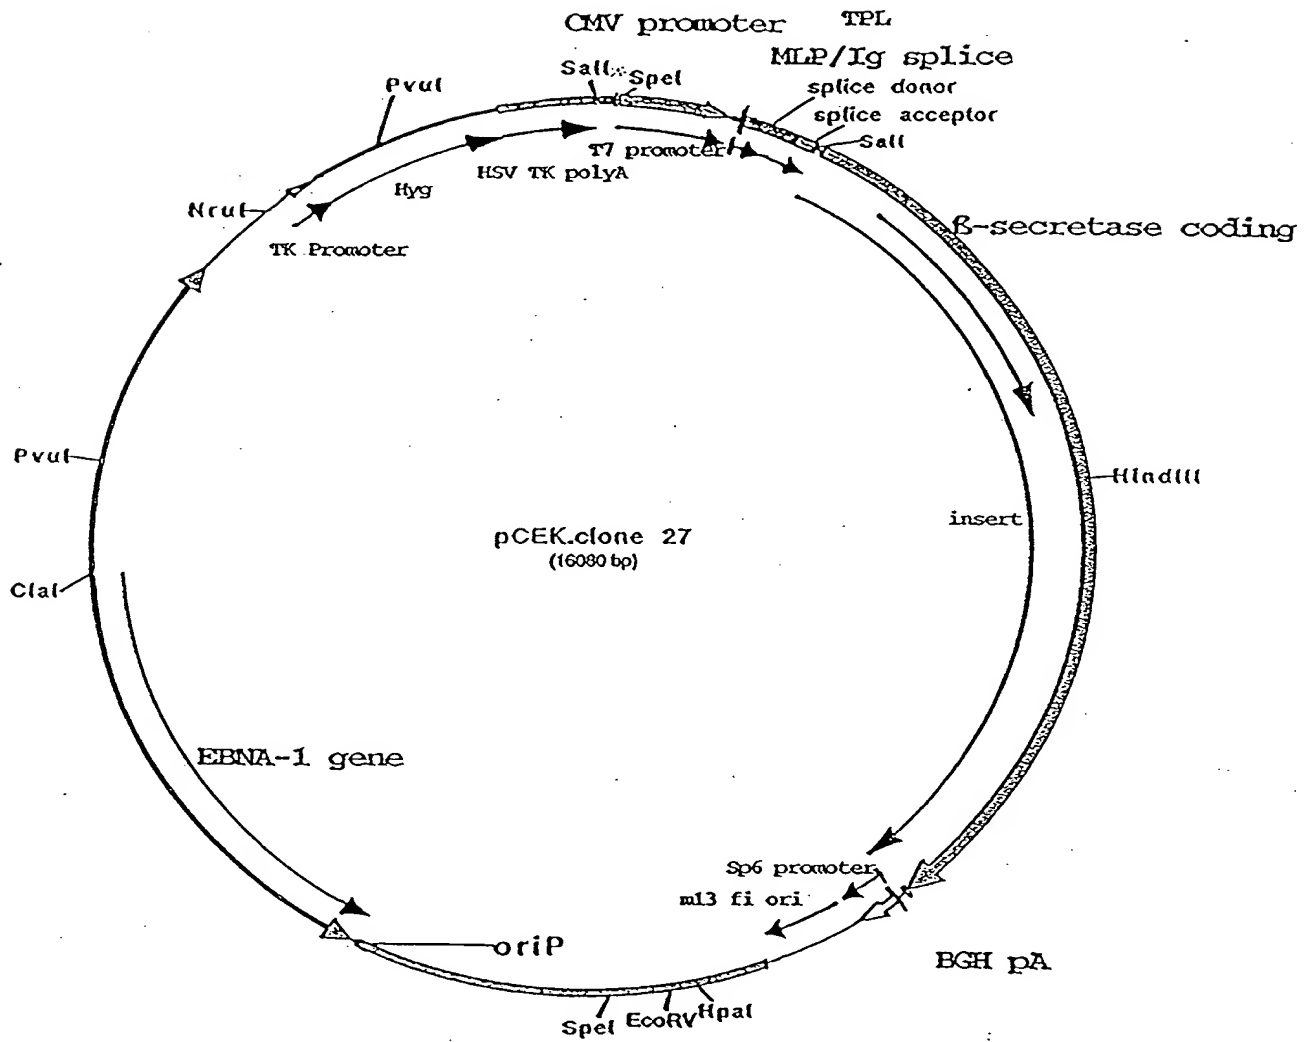 CMV promoter
TPL
MLP/Ig splice
SalI
SpeI
splice donor
PvuI
splice acceptor
SalI
T7 promoter
HSV TK polyA
Hyg
NruI
TK Promoter
ß-secretase coding
PvuI
HindIII
insert
pCEK.clone 27
(16080 bp)
ClaI
EBNA-1 gene
Sp6 promoter
m13 fi ori
oriP
BGH pA
SpeI
EcoRV
HpaI